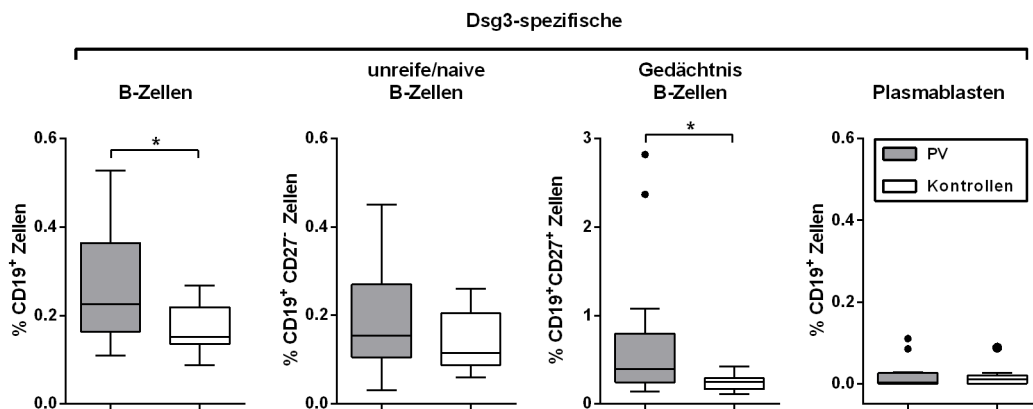 Dsg3-spezifische
B-Zellen
unreife/naive
B-Zellen
Gedächtnis
B-Zellen
Plasmablasten
% CD19+ Zellen
0.6
0.4
0.2
0.0
*
% CD19+ CD27- Zellen
0.6
0.4
0.2
0.0
% CD19+CD27+ Zellen
3
2
1
0
*
% CD19+ Zellen
0.6
0.4
0.2
0.0
PV
Kontrollen